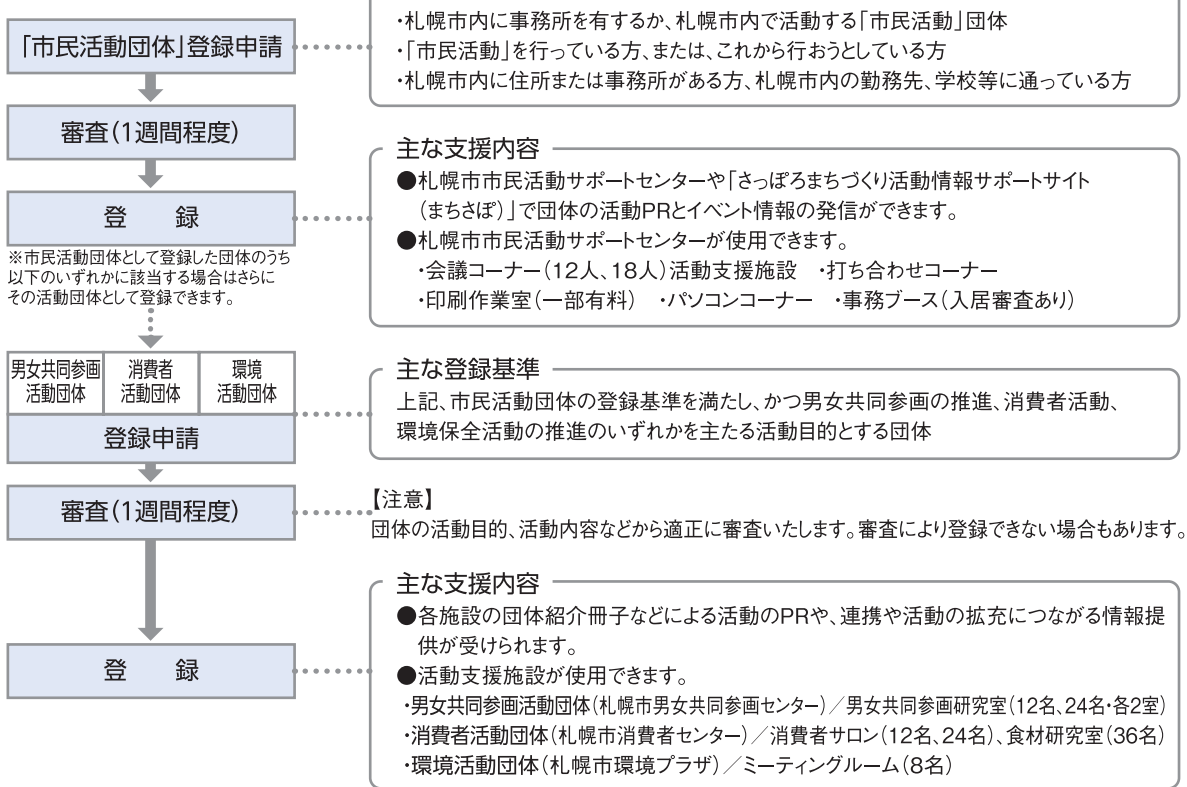 「市民活動団体」登録申請
・札幌市内に事務所を有するか、札幌市内で活動する「市民活動」団体
・「市民活動」を行っている方、または、これから行おうとしている方
・札幌市内に住所または事務所がある方、札幌市内の勤務先、学校等に通っている方
審査(1週間程度)
登　録
※市民活動団体として登録した団体のうち
以下のいずれかに該当する場合はさらに
その活動団体として登録できます。
主な支援内容
●札幌市市民活動サポートセンターや「さっぽろまちづくり活動情報サポートサイト
(まちさぽ)」で団体の活動PRとイベント情報の発信ができます。
●札幌市市民活動サポートセンターが使用できます。
・会議コーナー(12人、18人)活動支援施設　・打ち合わせコーナー
・印刷作業室(一部有料)　・パソコンコーナー　・事務ブース(入居審査あり)
男女共同参画
活動団体
消費者
活動団体
環境
活動団体
登録申請
主な登録基準
上記、市民活動団体の登録基準を満たし、かつ男女共同参画の推進、消費者活動、
環境保全活動の推進のいずれかを主たる活動目的とする団体
審査(1週間程度)
【注意】
団体の活動目的、活動内容などから適正に審査いたします。審査により登録できない場合もあります。
登　録
主な支援内容
●各施設の団体紹介冊子などによる活動のPRや、連携や活動の拡充につながる情報提
供が受けられます。
●活動支援施設が使用できます。
・男女共同参画活動団体(札幌市男女共同参画センター)／男女共同参画研究室(12名、24名・各2室)
・消費者活動団体(札幌市消費者センター)／消費者サロン(12名、24名)、食材研究室(36名)
・環境活動団体(札幌市環境プラザ)／ミーティングルーム(8名)